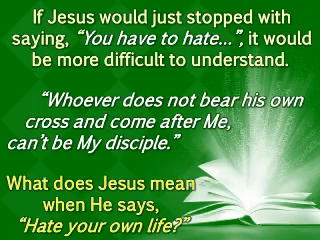 If Jesus would just stopped with
saying, “You have to hate...”, it would
be more difficult to understand.
“Whoever does not bear his own
cross and come after Me,
can’t be My disciple.”
What does Jesus mean
when He says,
“Hate your own life?”